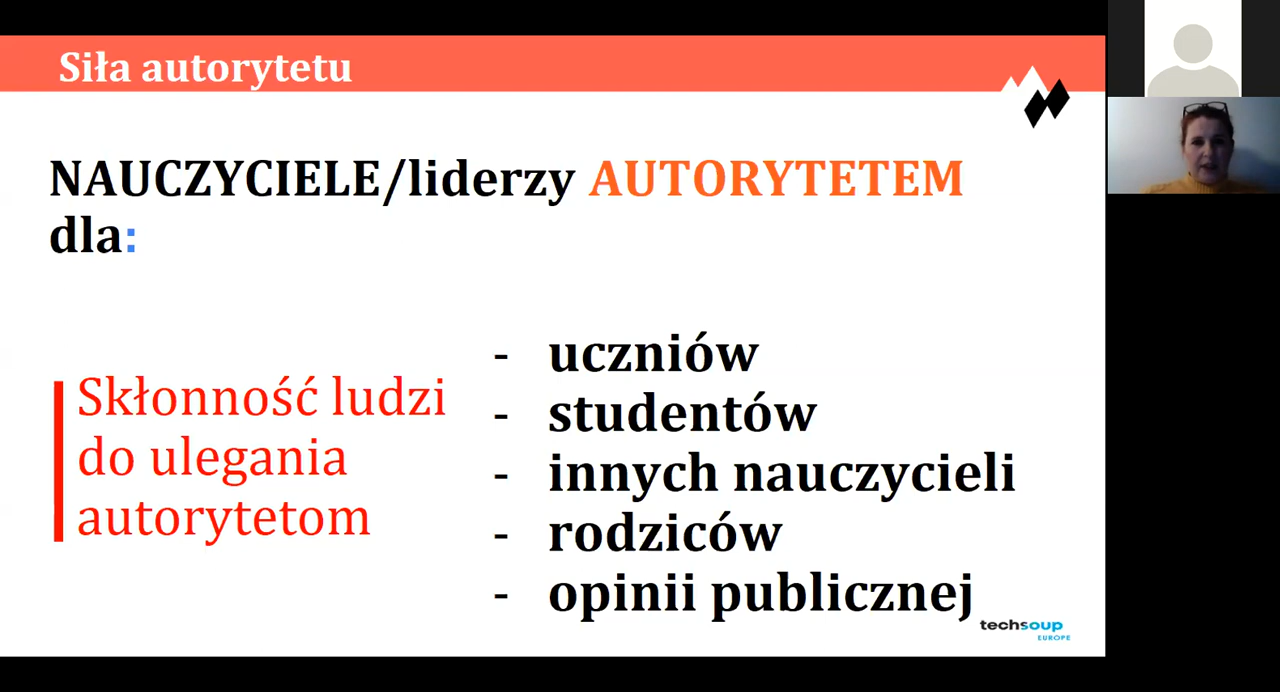 Siła autorytetu
NAUCZYCIELE/liderzy AUTORYTETEM
dla:
Skłonność ludzi
do ulegania
autorytetom
- uczniów
- studentów
- innych nauczycieli
- rodziców
- opinii publicznej
techsoup
EUROPE